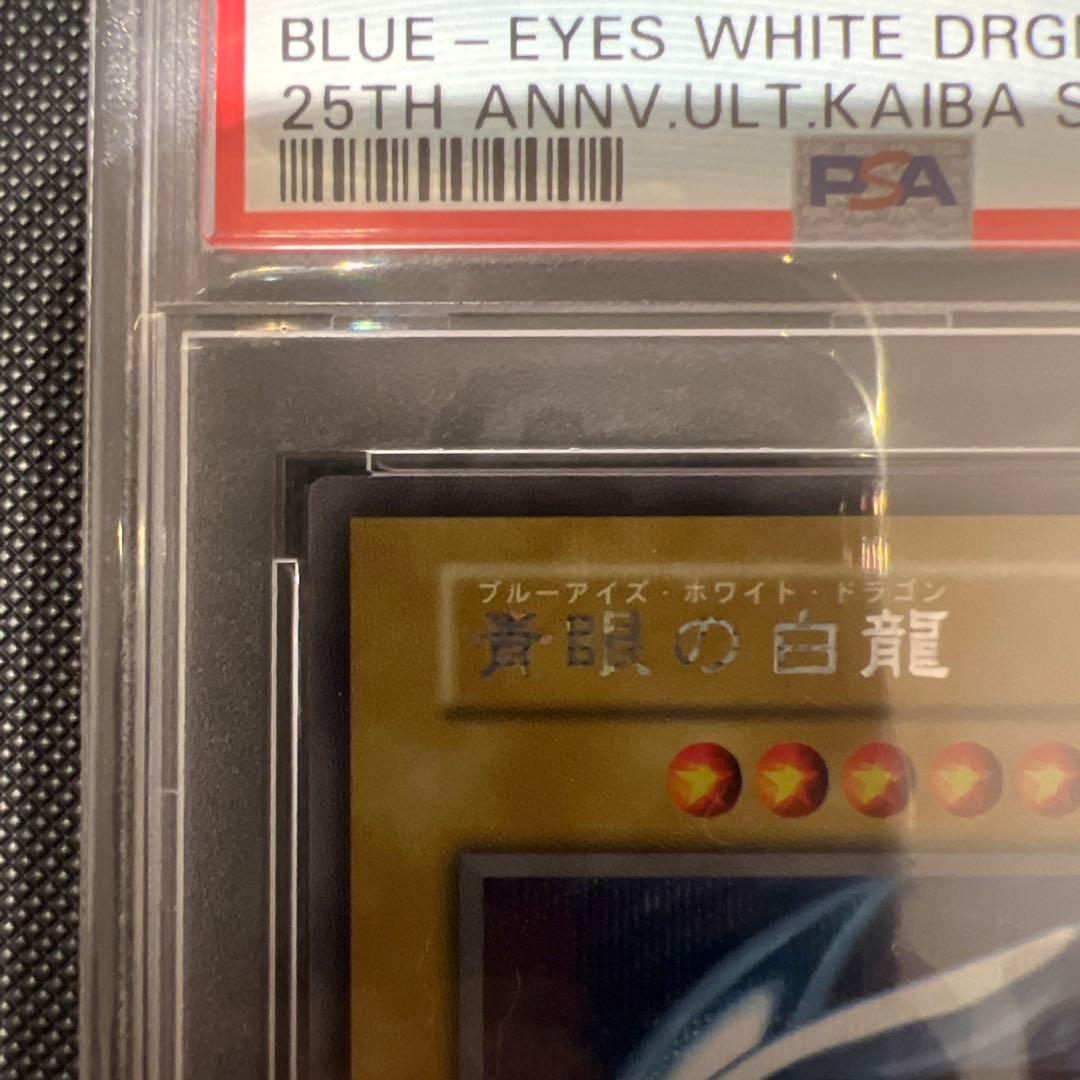 BLUE – EYES WHITE DRG
25TH ANNV.ULT.KAIBA S
PSA
ブルーアイズ・ホワイト・ドラゴン
青眼の白龍